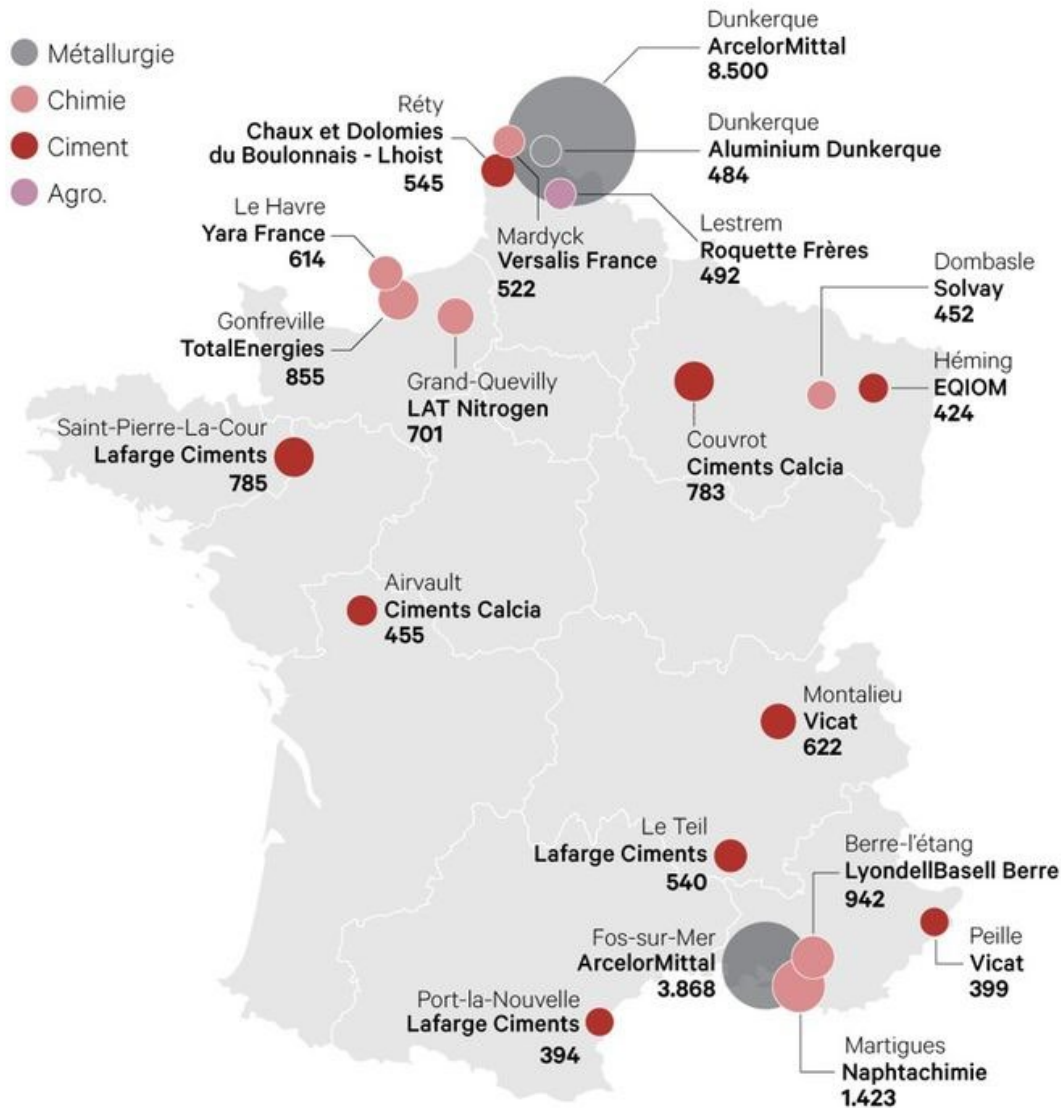 Métallurgie
Chimie
Ciment
Agro.
Dunkerque
ArcelorMittal
8.500
Réty
Chaux et Dolomies
du Boulonnais - Lhoist
545
Dunkerque
Aluminium Dunkerque
484
Le Havre
Yara France
614
Mardyck
Versalis France
522
Lestrem
Roquette Frères
492
Dombasle
Solvay
452
Gonfreville
TotalEnergies
855
Grand-Quevilly
LAT Nitrogen
701
Héming
EQIOM
424
Saint-Pierre-La-Cour
Lafarge Ciments
785
Couvrot
Ciments Calcia
783
Airvault
Ciments Calcia
455
Montalieu
Vicat
622
Le Teil
Lafarge Ciments
540
Berre-l'étang
LyondellBasell Berre
942
Fos-sur-Mer
ArcelorMittal
3.868
Peille
Vicat
399
Port-la-Nouvelle
Lafarge Ciments
394
Martigues
Naphtachimie
1.423